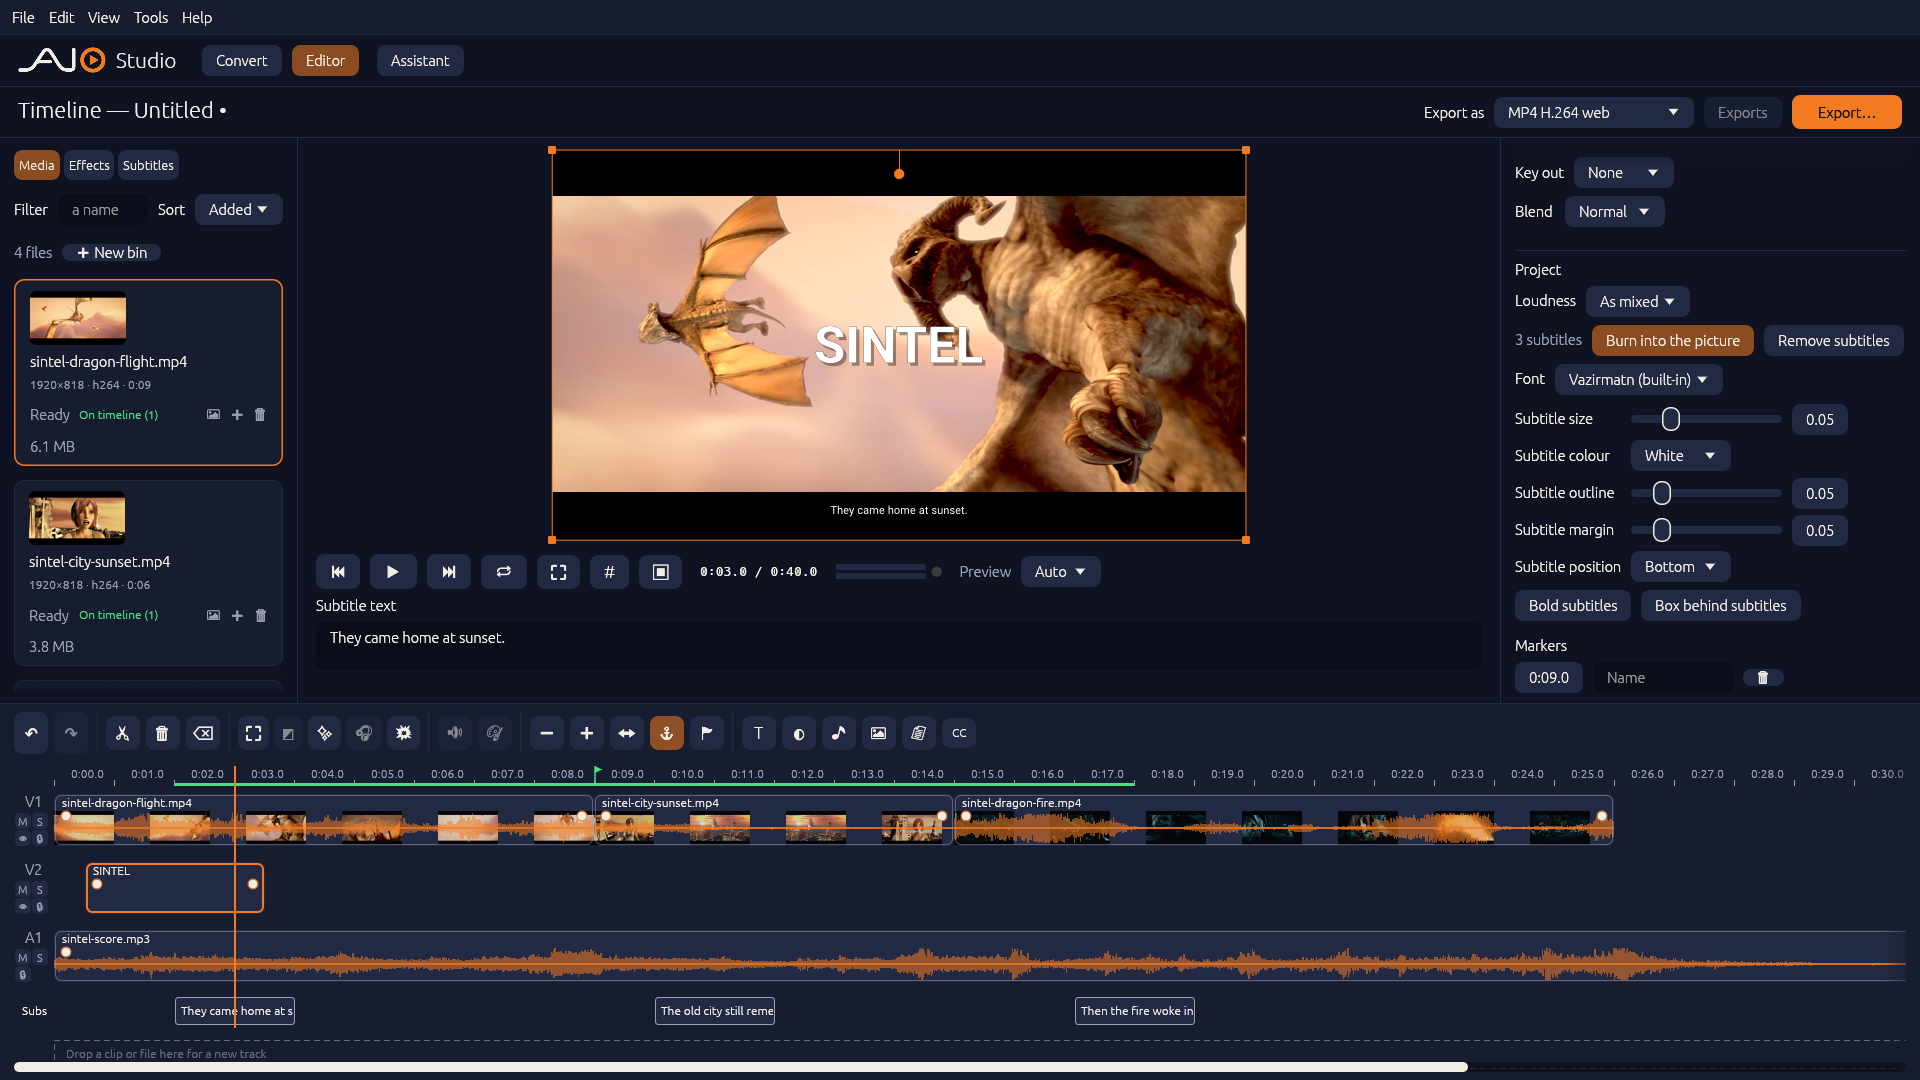 File Edit View Tools Help
AIO Studio Convert Editor Assistant
Timeline — Untitled •
Export as MP4 H.264 web Exports Export…
Media Effects Subtitles
Filter a name Sort Added
4 files + New bin
sintel-dragon-flight.mp4
1920×818 · h264 · 0:09
Ready On timeline (1)
6.1 MB
sintel-city-sunset.mp4
1920×818 · h264 · 0:06
Ready On timeline (1)
3.8 MB
SINTEL
They came home at sunset.
# 0:03.0 / 0:40.0 Preview Auto
Subtitle text
They came home at sunset.
Key out None
Blend Normal
Project
Loudness As mixed
3 subtitles Burn into the picture Remove subtitles
Font Vazirmatn (built-in)
Subtitle size 0.05
Subtitle colour White
Subtitle outline 0.05
Subtitle margin 0.05
Subtitle position Bottom
Bold subtitles Box behind subtitles
Markers
0:09.0 Name
T CC
0:00.0 0:01.0 0:02.0 0:03.0 0:04.0 0:05.0 0:06.0 0:07.0 0:08.0 0:09.0 0:10.0 0:11.0 0:12.0 0:13.0 0:14.0 0:15.0 0:16.0 0:17.0 0:18.0 0:19.0 0:20.0 0:21.0 0:22.0 0:23.0 0:24.0 0:25.0 0:26.0 0:27.0 0:28.0 0:29.0 0:30.0
V1 sintel-dragon-flight.mp4 sintel-city-sunset.mp4 sintel-dragon-fire.mp4
M S
V2 SINTEL
M S
A1 sintel-score.mp3
M S
Subs They came home at s The old city still reme Then the fire woke in
Drop a clip or file here for a new track